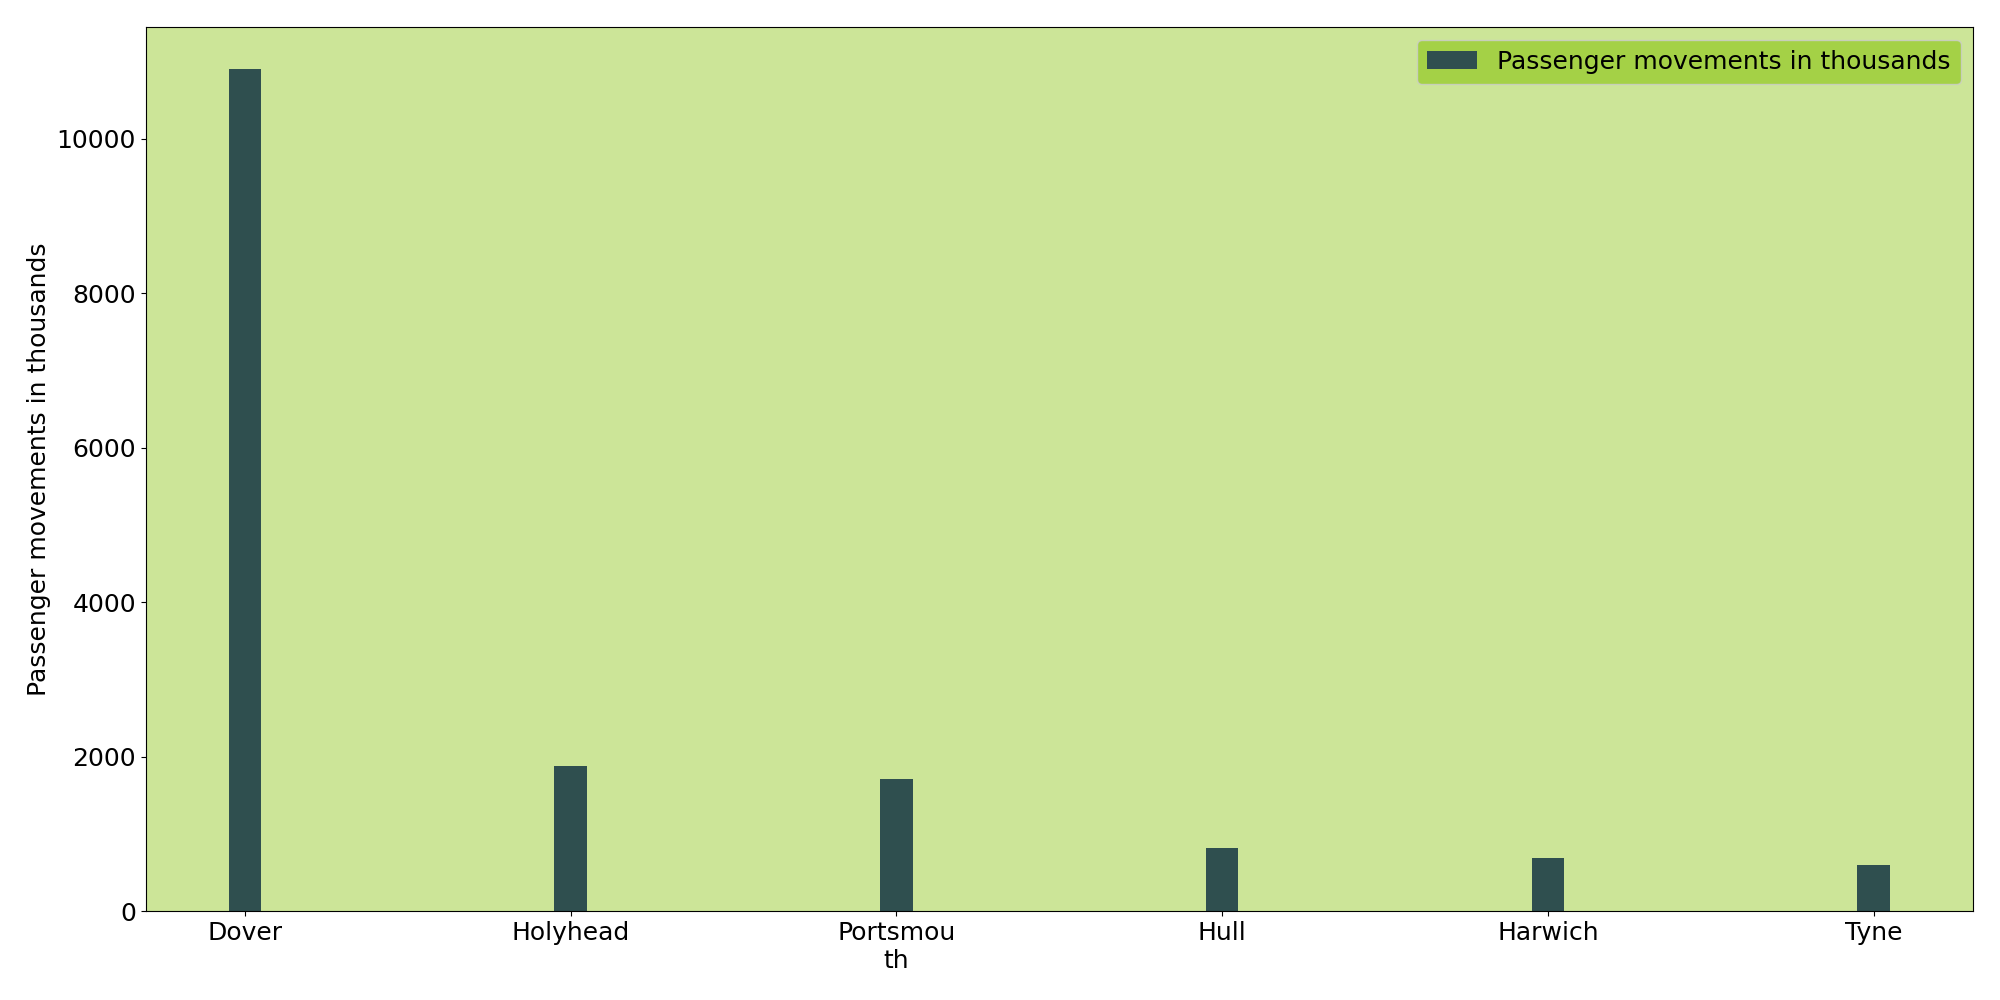 Passenger movements in thousands
10000
8000
6000
4000
2000
0
Passenger movements in thousands
Dover
Holyhead
Portsmou
th
Hull
Harwich
Tyne